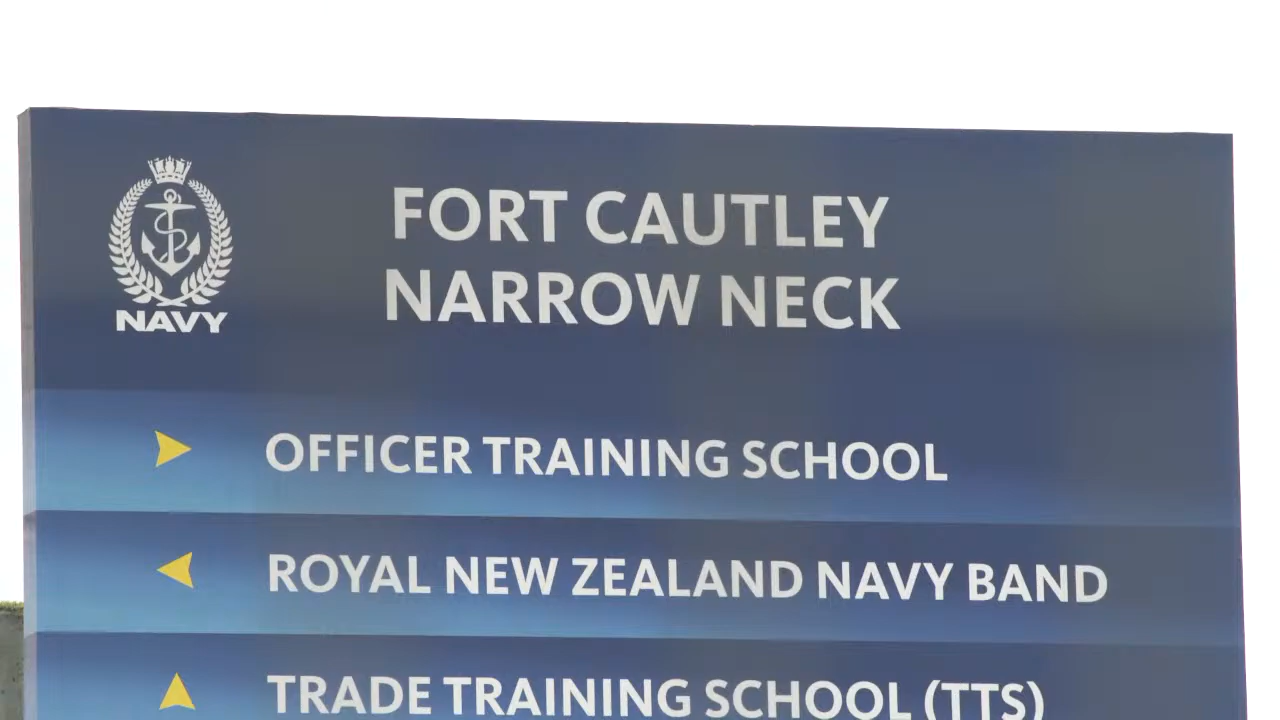 FORT CAUTLEY
NARROW NECK
NAVY
OFFICER TRAINING SCHOOL
ROYAL NEW ZEALAND NAVY BAND
TRADE TRAINING SCHOOL (TTS)